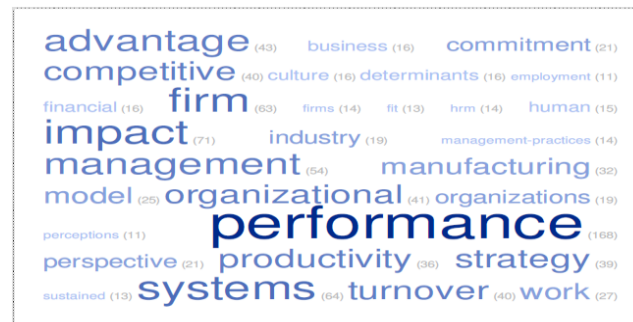 advantage (43) business (16) commitment (21)
competitive (40) culture (16) determinants (16) employment (11)
financial (16) firm (63) firms (14) fit (13) hrm (14) human (15)
impact (71) industry (19) management-practices (14)
management (54) manufacturing (32)
model (25) organizational (41) organizations (19)
perceptions (11) performance (168)
perspective (21) productivity (36) strategy (39)
sustained (13) systems (64) turnover (40) work (27)